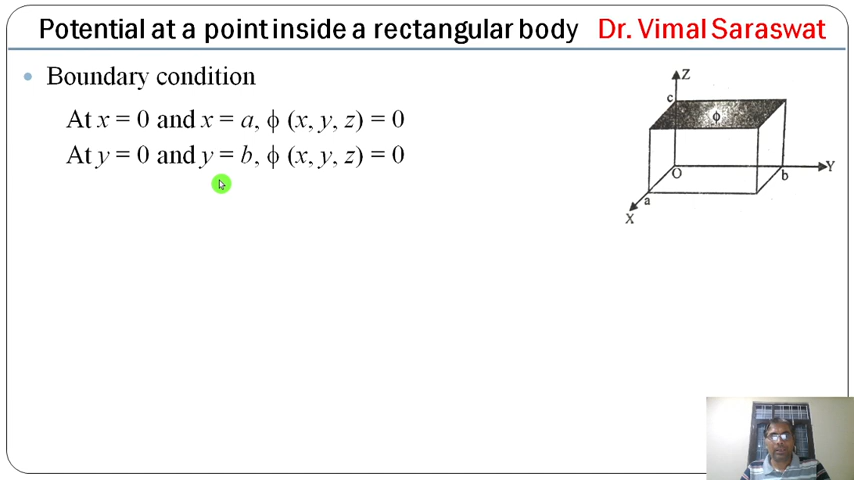 Potential at a point inside a rectangular body Dr. Vimal Saraswat
Boundary condition
At x = 0 and x = a, ϕ (x, y, z) = 0
At y = 0 and y = b, ϕ (x, y, z) = 0
Z
c
ϕ
O
b
Y
a
X